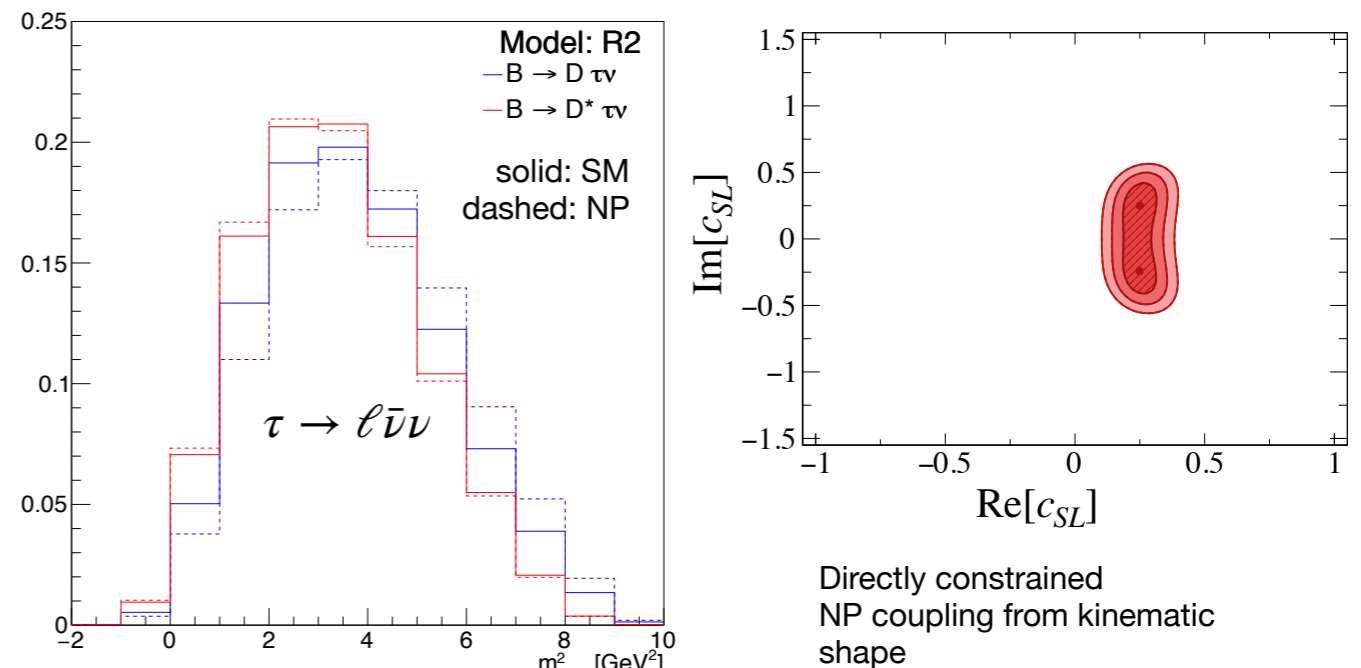 0.25
0.2
0.15
0.1
0.05
0
−2
0
2
4
6
8
10
m² [GeV²]
Model: R2
B → D τν
B → D* τν
solid: SM
dashed: NP
τ → ℓν̄ν
1.5
1
0.5
0
−0.5
−1
−1.5
−1
−0.5
0
0.5
1
Im[c_SL]
Re[c_SL]
Directly constrained
NP coupling from kinematic
shape